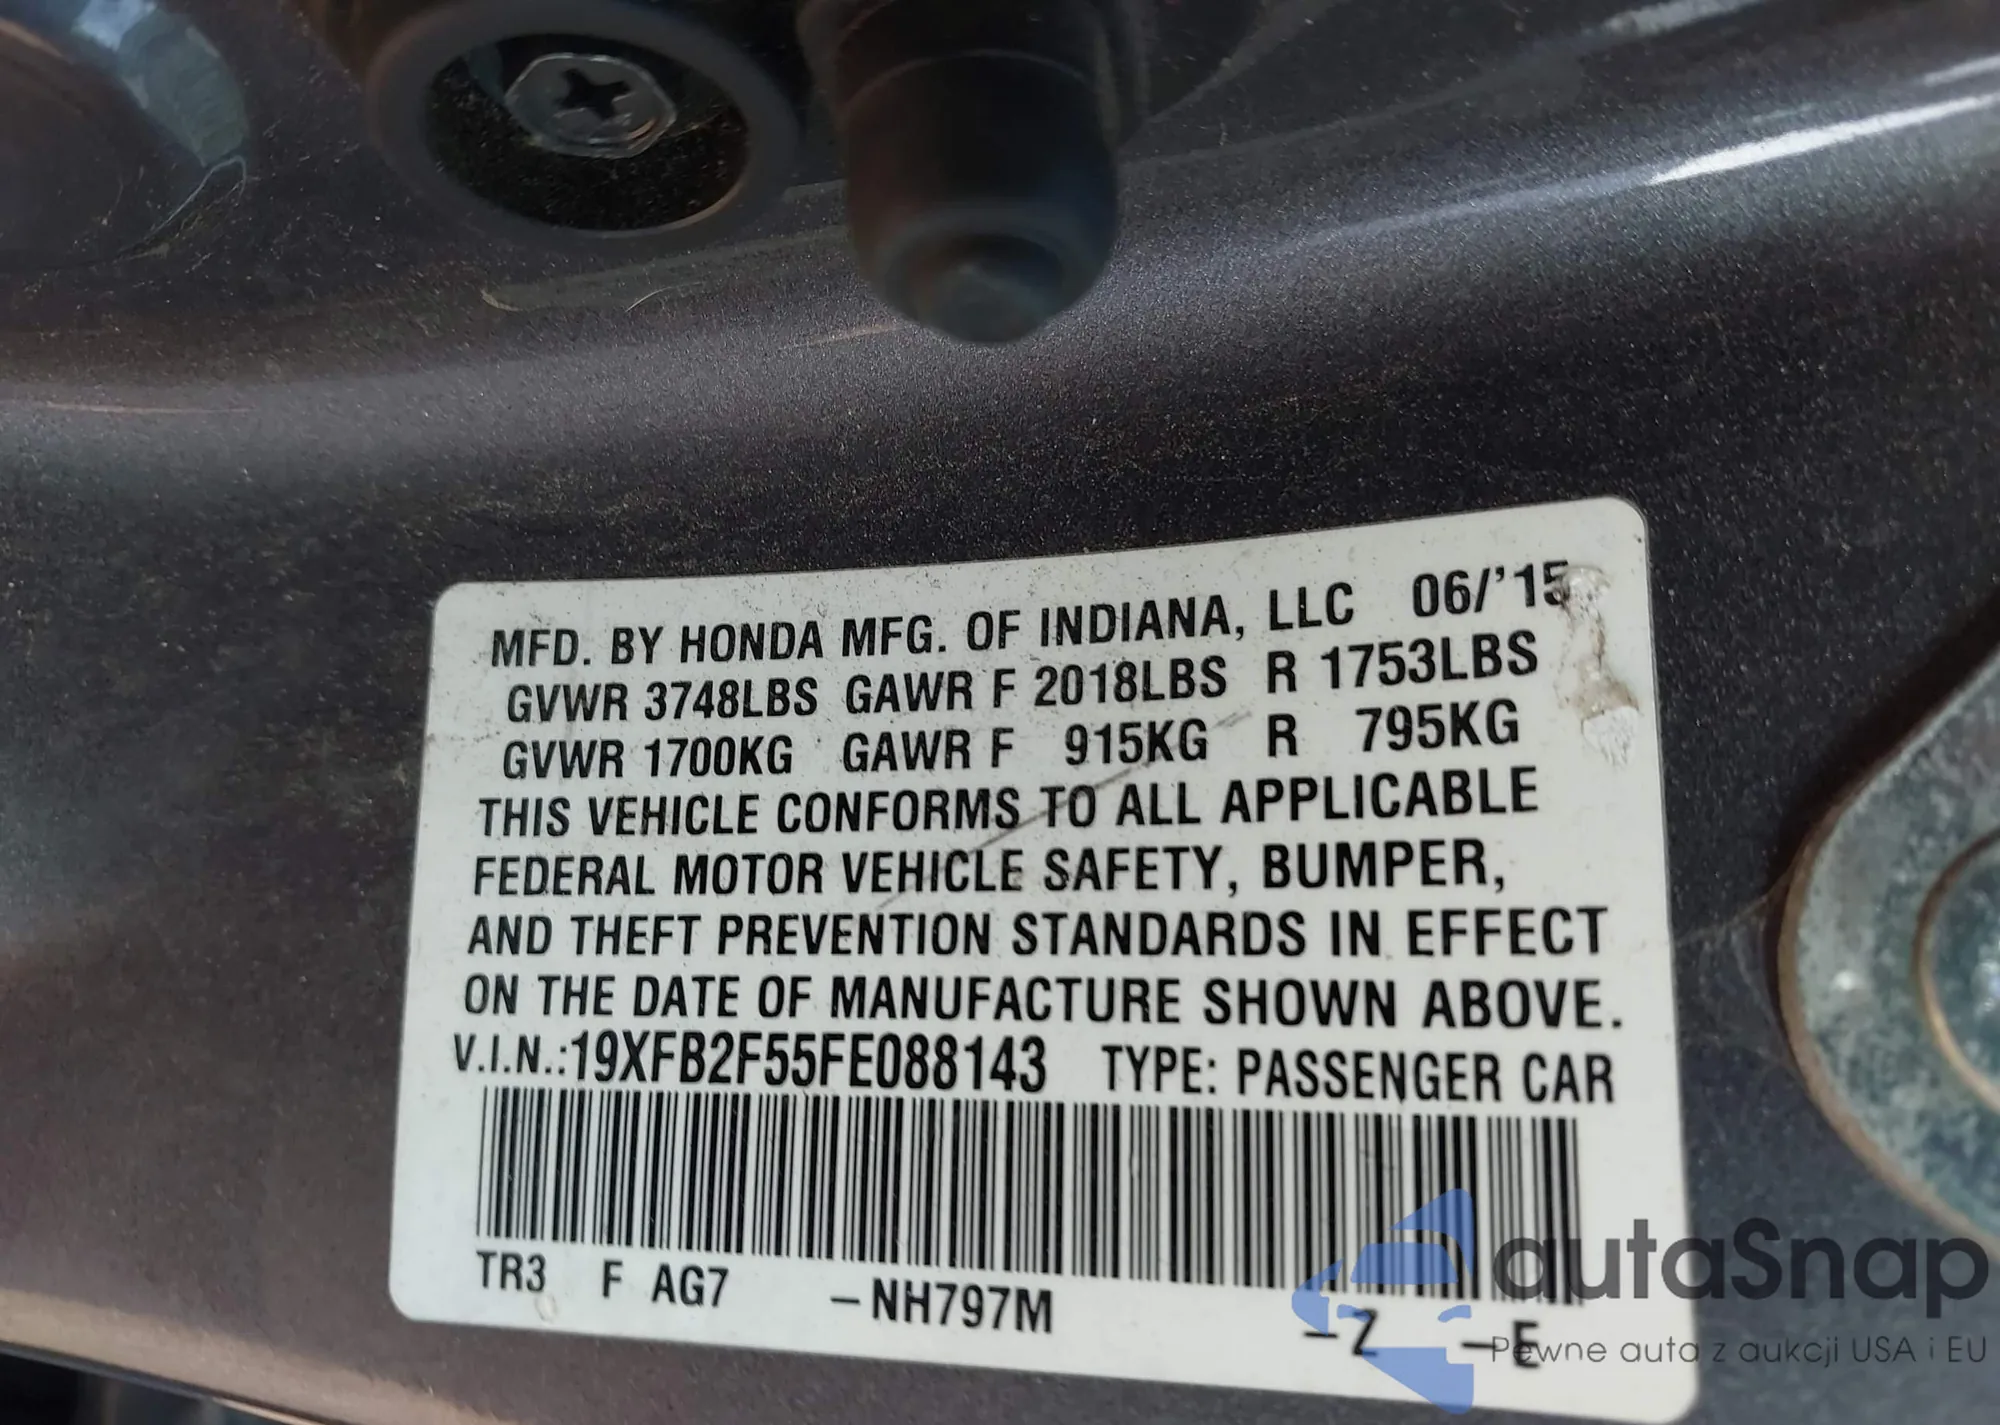 MFD. BY HONDA MFG. OF INDIANA, LLC 06/'15
GVWR 3748LBS GAWR F 2018LBS R 1753LBS
GVWR 1700KG GAWR F 915KG R 795KG
THIS VEHICLE CONFORMS TO ALL APPLICABLE
FEDERAL MOTOR VEHICLE SAFETY, BUMPER,
AND THEFT PREVENTION STANDARDS IN EFFECT
ON THE DATE OF MANUFACTURE SHOWN ABOVE.
V.I.N.:19XFB2F55FE088143 TYPE: PASSENGER CAR
TR3 F AG7 -NH797M -Z -E
autaSnap
Pewne auta z aukcji USA i EU